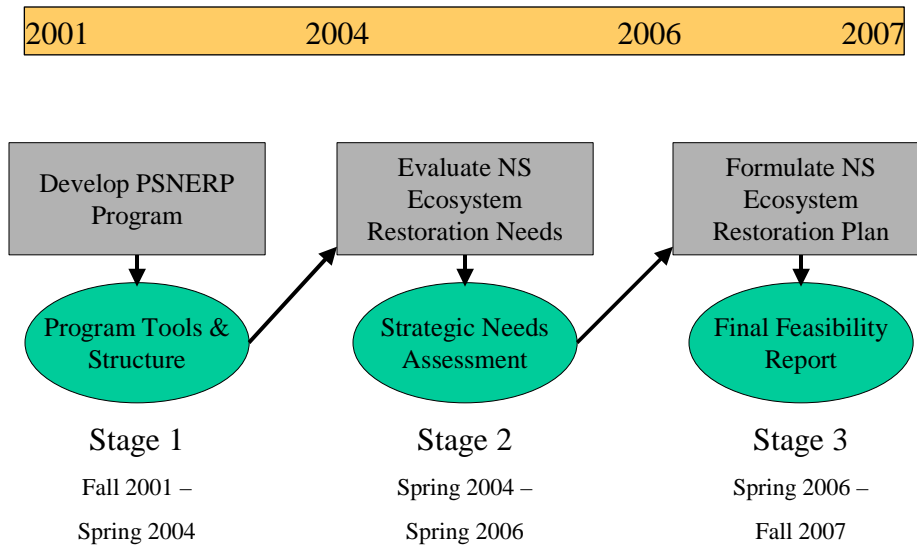 2001 2004 2006 2007
Develop PSNERP
Program
Evaluate NS
Ecosystem
Restoration Needs
Formulate NS
Ecosystem
Restoration Plan
Program Tools &
Structure
Strategic Needs
Assessment
Final Feasibility
Report
Stage 1
Fall 2001 –
Spring 2004
Stage 2
Spring 2004 –
Spring 2006
Stage 3
Spring 2006 –
Fall 2007